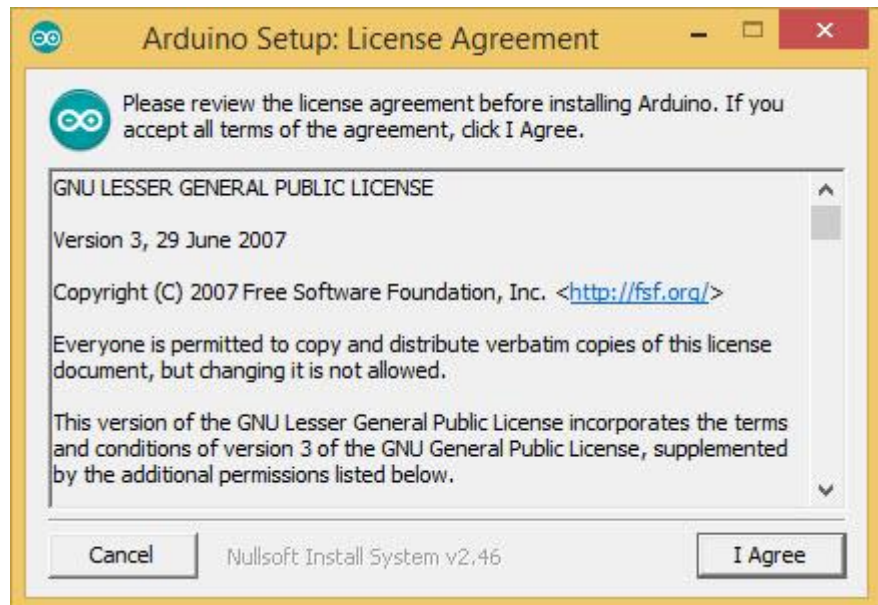 Arduino Setup: License Agreement
Please review the license agreement before installing Arduino. If you
accept all terms of the agreement, click I Agree.
GNU LESSER GENERAL PUBLIC LICENSE
Version 3, 29 June 2007
Copyright (C) 2007 Free Software Foundation, Inc. <http://fsf.org/>
Everyone is permitted to copy and distribute verbatim copies of this license
document, but changing it is not allowed.
This version of the GNU Lesser General Public License incorporates the terms
and conditions of version 3 of the GNU General Public License, supplemented
by the additional permissions listed below.
Cancel
Nullsoft Install System v2.46
I Agree